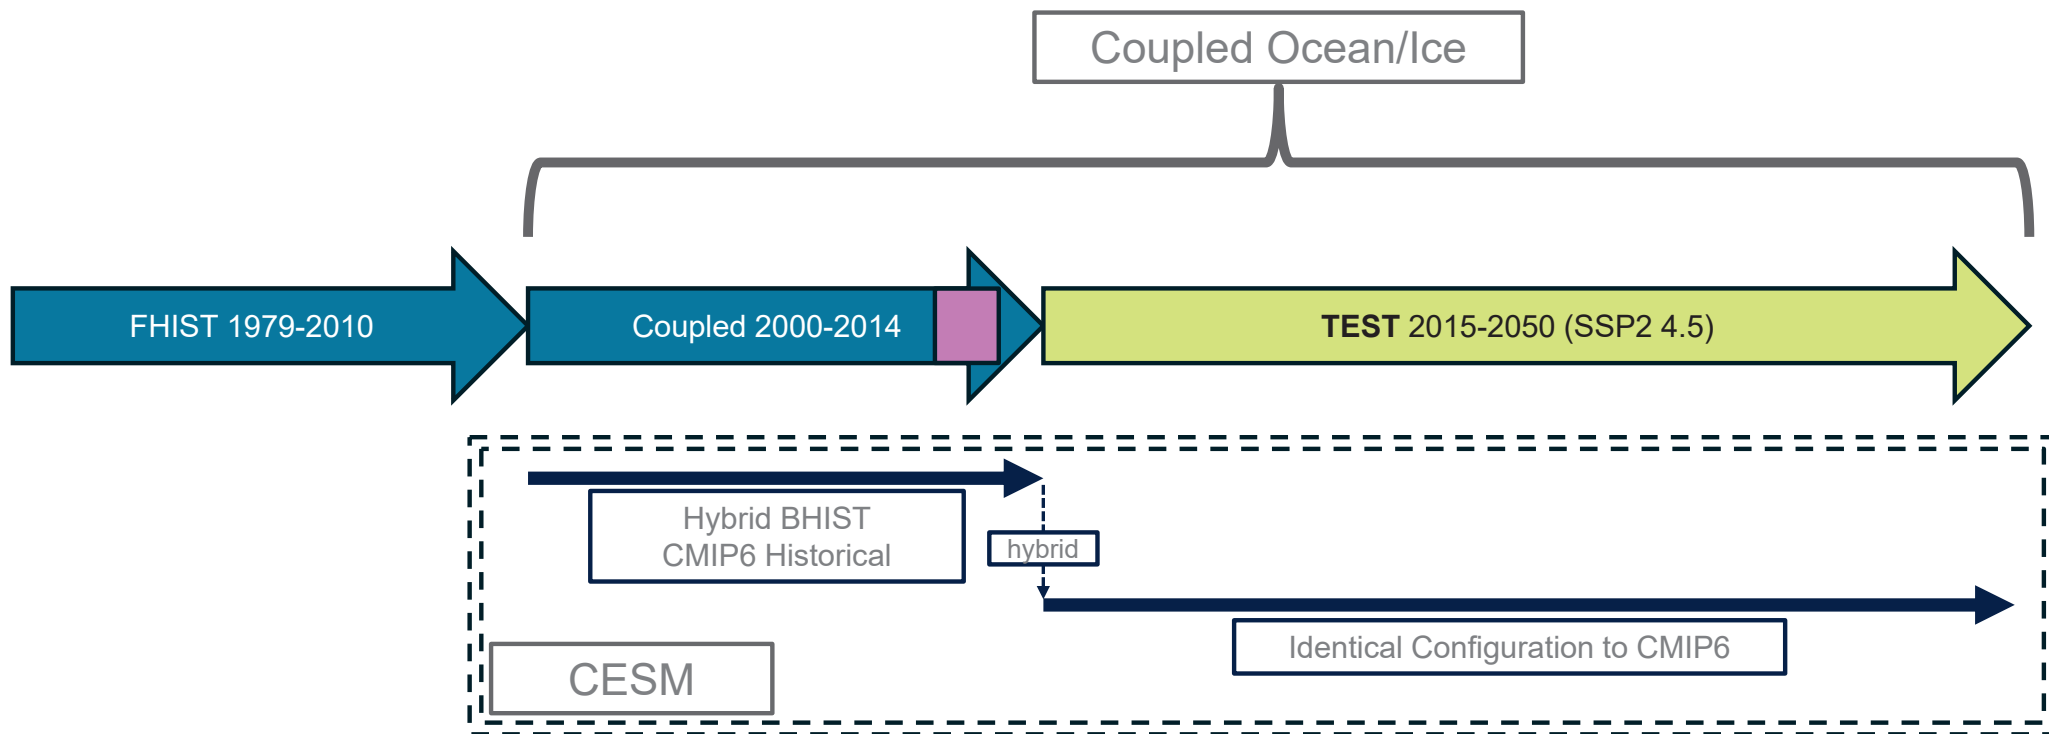 Coupled Ocean/Ice
FHIST 1979-2010
Coupled 2000-2014
TEST 2015-2050 (SSP2 4.5)
Hybrid BHIST
CMIP6 Historical
hybrid
Identical Configuration to CMIP6
CESM